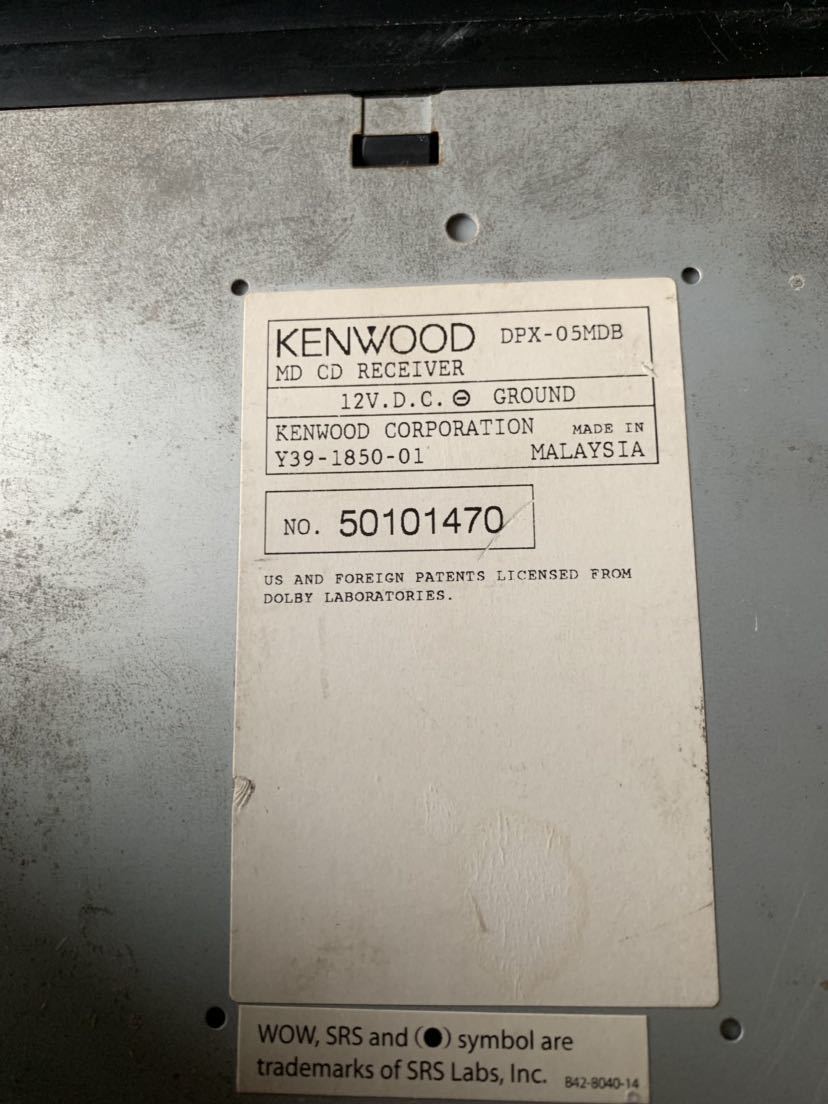 KENWOOD DPX-05MDB
MD CD RECEIVER
12V.D.C. ⊖ GROUND
KENWOOD CORPORATION MADE IN
Y39-1850-01 MALAYSIA
NO. 50101470
US AND FOREIGN PATENTS LICENSED FROM
DOLBY LABORATORIES.
WOW, SRS and (●) symbol are
trademarks of SRS Labs, Inc. B42-8040-14